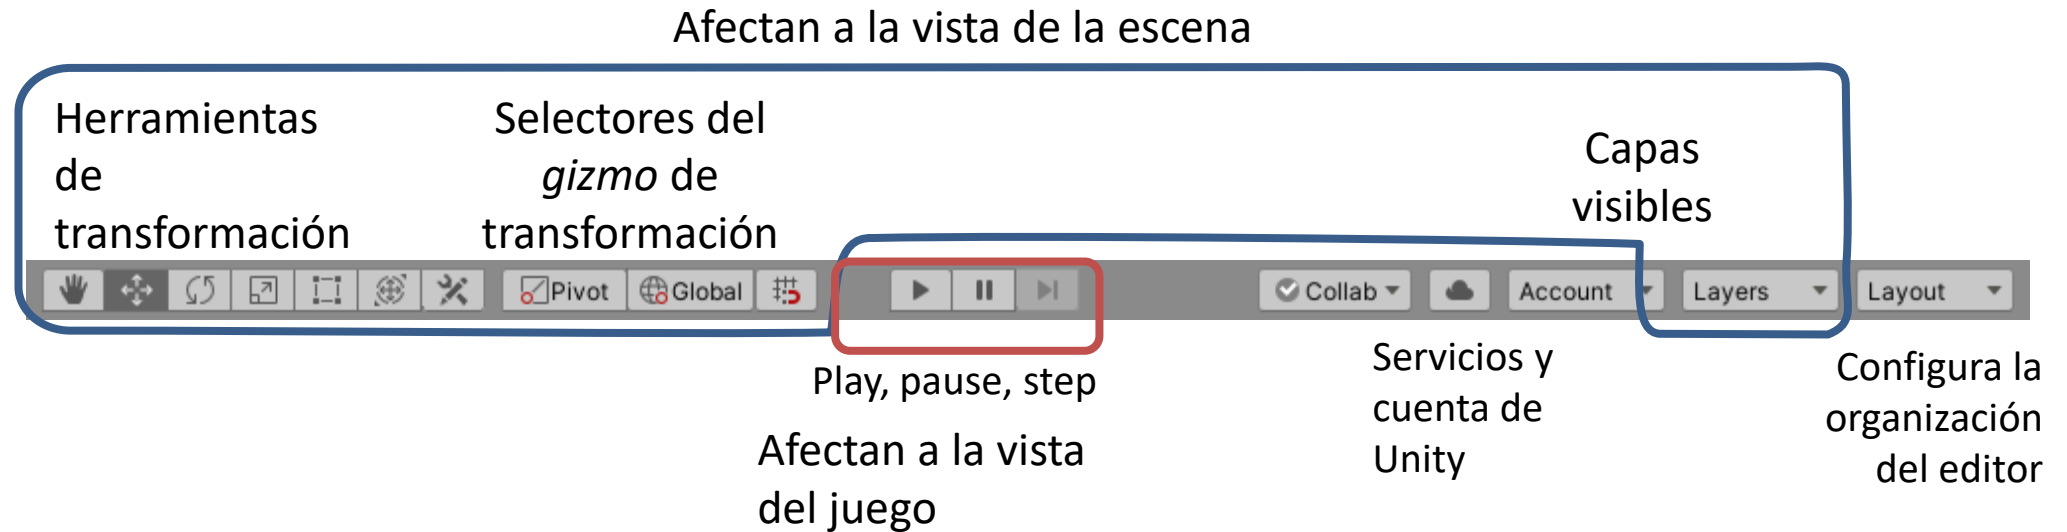 Afectan a la vista de la escena
Herramientas
de
transformación
Selectores del
gizmo de
transformación
Capas
visibles
Pivot
Global
Collab
Account
Layers
Layout
Play, pause, step
Afectan a la vista
del juego
Servicios y
cuenta de
Unity
Configura la
organización
del editor